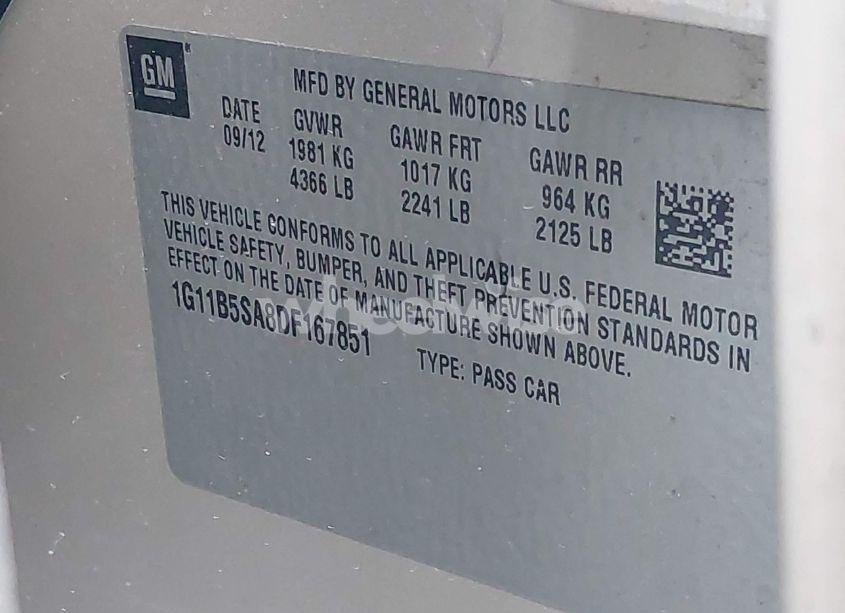 GM
MFD BY GENERAL MOTORS LLC
DATE GVWR GAWR FRT GAWR RR
09/12 1981 KG 1017 KG 964 KG
4366 LB 2241 LB 2125 LB
THIS VEHICLE CONFORMS TO ALL APPLICABLE U.S. FEDERAL MOTOR
VEHICLE SAFETY, BUMPER, AND THEFT PREVENTION STANDARDS IN
EFFECT ON THE DATE OF MANUFACTURE SHOWN ABOVE.
1G11B5SA8DF167851
TYPE: PASS CAR
wheelwise